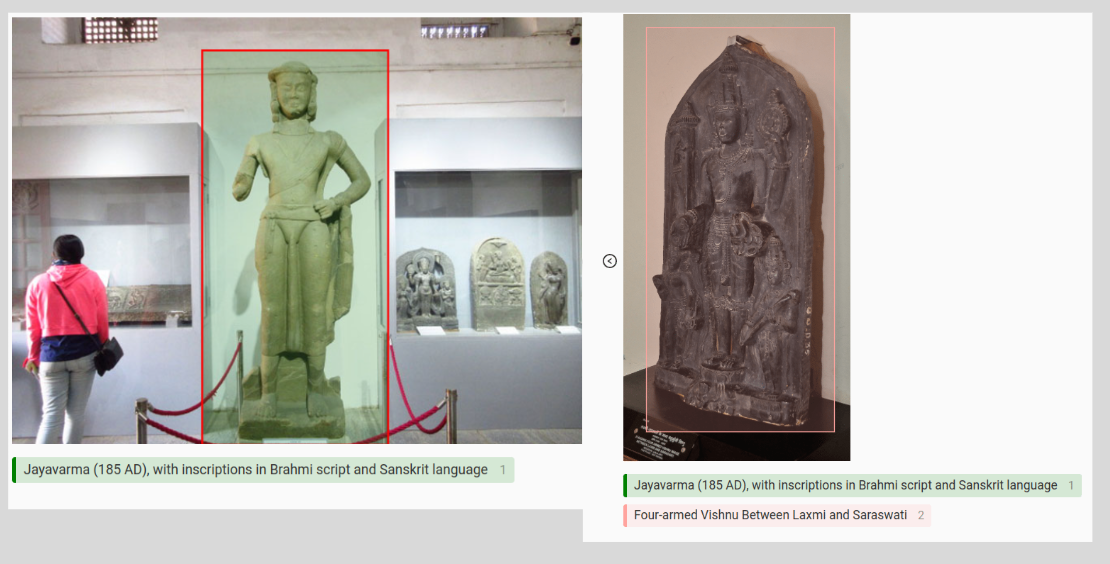 Jayavarma (185 AD), with inscriptions in Brahmi script and Sanskrit language 1
Jayavarma (185 AD), with inscriptions in Brahmi script and Sanskrit language 1
Four-armed Vishnu Between Laxmi and Saraswati 2